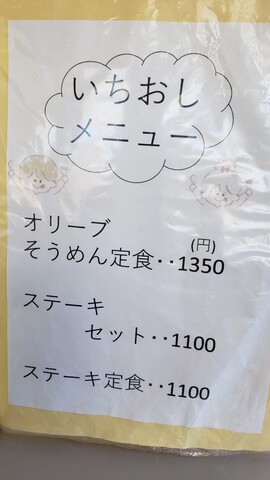 いちおし
メニュー
オリーブ
(円)
そうめん定食‥1350
ステーキ
セット‥1100
ステーキ定食‥1100